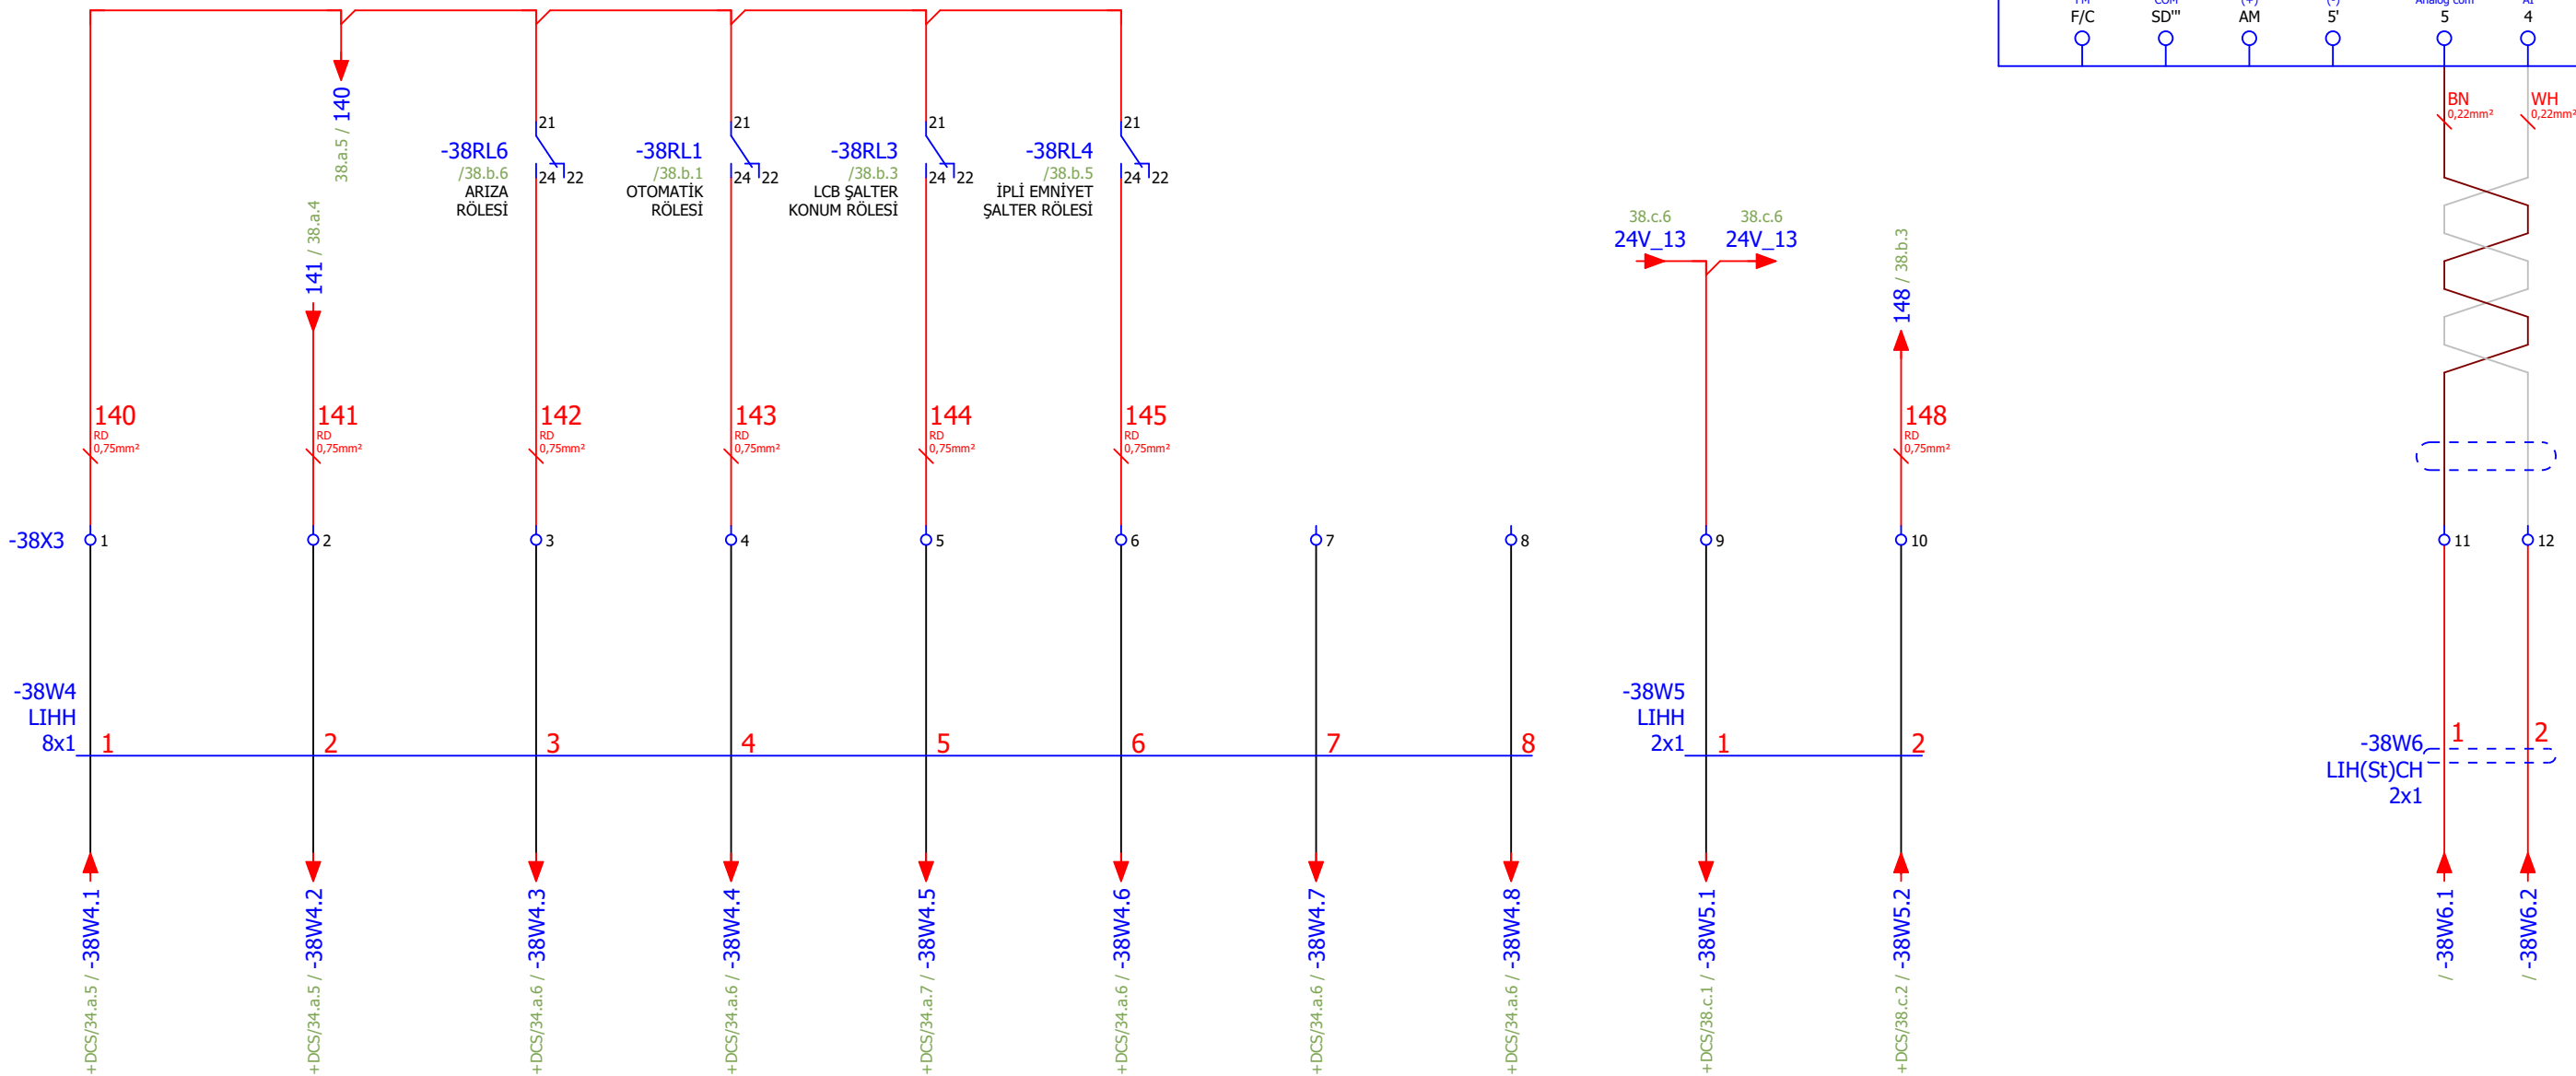 FM COM (+) (-) Analog com AI
F/C SD''' AM 5' 5 4
BN WH
0,22mm² 0,22mm²
38.a.5 / 140
141 / 38.a.4
21
-38RL6
/38.b.6
24 22
ARIZA
RÖLESİ
21
-38RL1
/38.b.1
24 22
OTOMATİK
RÖLESİ
21
-38RL3
/38.b.3
24 22
LCB ŞALTER
KONUM RÖLESİ
21
-38RL4
/38.b.5
24 22
İPLİ EMNİYET
ŞALTER RÖLESİ
38.c.6 38.c.6
24V_13 24V_13
148 / 38.b.3
140 141 142 143 144 145 148
RD RD RD RD RD RD RD
0,75mm² 0,75mm² 0,75mm² 0,75mm² 0,75mm² 0,75mm² 0,75mm²
-38X3 1 2 3 4 5 6 7 8 9 10 11 12
-38W4
LIHH
8x1 1 2 3 4 5 6 7 8
-38W5
LIHH
2x1 1 2
-38W6 1 2
LIH(St)CH
2x1
+DCS/34.a.5 / -38W4.1
+DCS/34.a.5 / -38W4.2
+DCS/34.a.6 / -38W4.3
+DCS/34.a.6 / -38W4.4
+DCS/34.a.7 / -38W4.5
+DCS/34.a.6 / -38W4.6
+DCS/34.a.6 / -38W4.7
+DCS/34.a.6 / -38W4.8
+DCS/38.c.1 / -38W5.1
+DCS/38.c.2 / -38W5.2
/ -38W6.1
/ -38W6.2